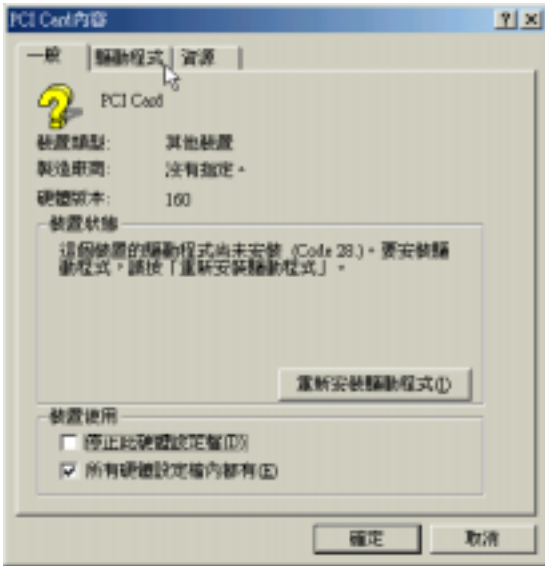 PCI Card內容
一般
驅動程式
資源
PCI Card
裝置類型: 其他裝置
製造廠商: 沒有指定。
硬體版本: 160
裝置狀態
這個裝置的驅動程式尚未安裝 (Code 28.)。要安裝驅
動程式，請按「重新安裝驅動程式」。
重新安裝驅動程式(I)
裝置使用
停止此硬體設定檔(D)
所有硬體設定檔內都有(E)
確定
取消